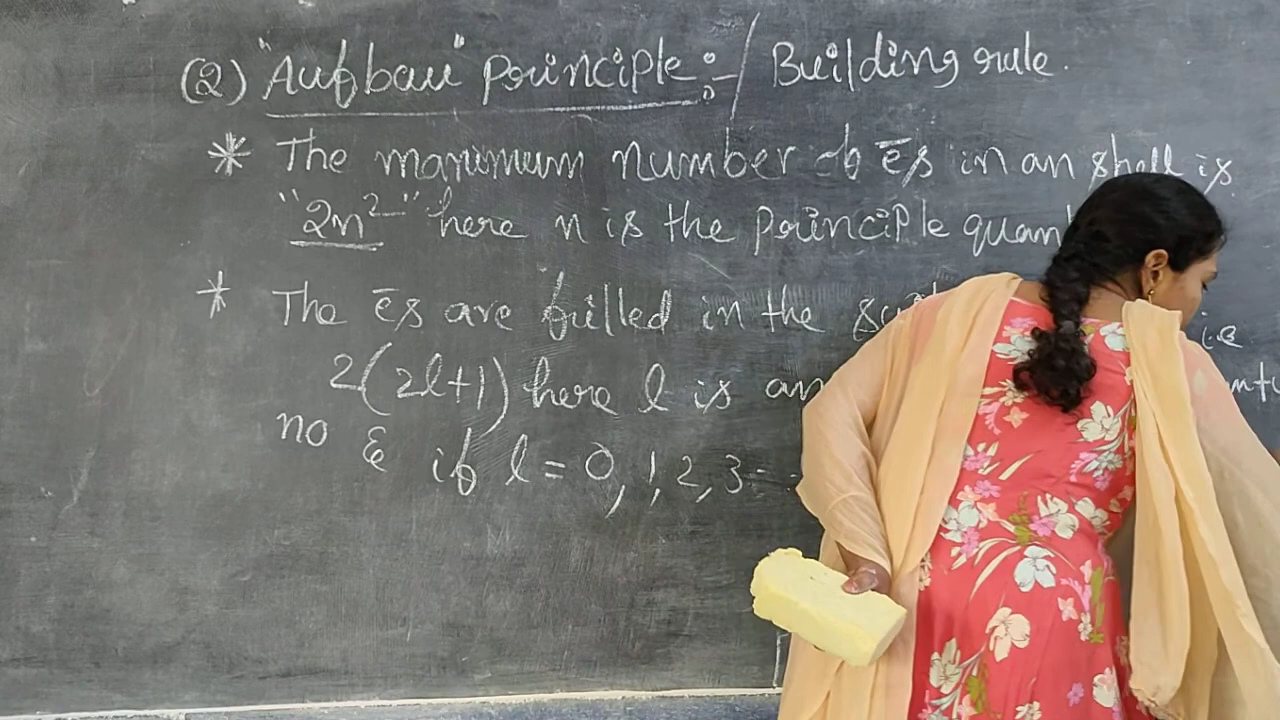 (2) "Aufbau" Principle :- / Building rule.
* The maximum number of ēs in an shell is
"2n²" here n is the principle quan
* The ēs are filled in the i.e
2(2l+1) here l is an
no & if l = 0, 1, 2, 3 - -